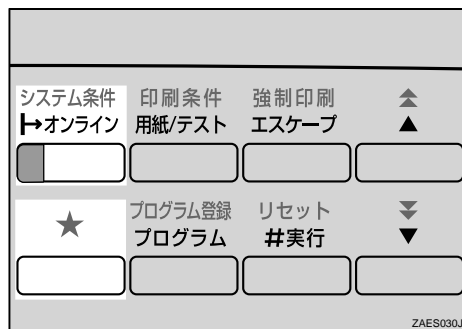 システム条件 印刷条件 強制印刷
オンライン 用紙/テスト エスケープ ▲
★ プログラム登録 リセット
プログラム #実行 ▼
ZAES030J